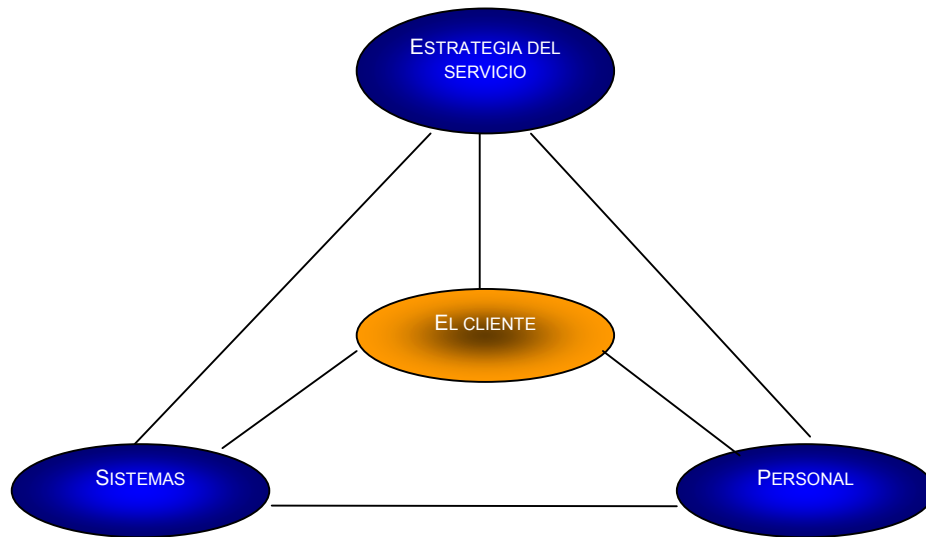 ESTRATEGIA DEL
SERVICIO
EL CLIENTE
SISTEMAS
PERSONAL